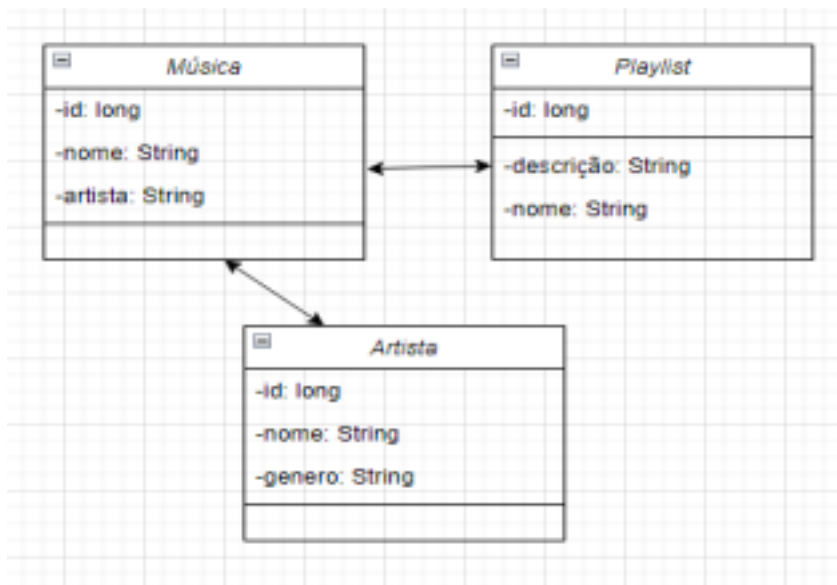 Música
-id: long
-nome: String
-artista: String
Playlist
-id: long
-descrição: String
-nome: String
Artista
-id: long
-nome: String
-genero: String